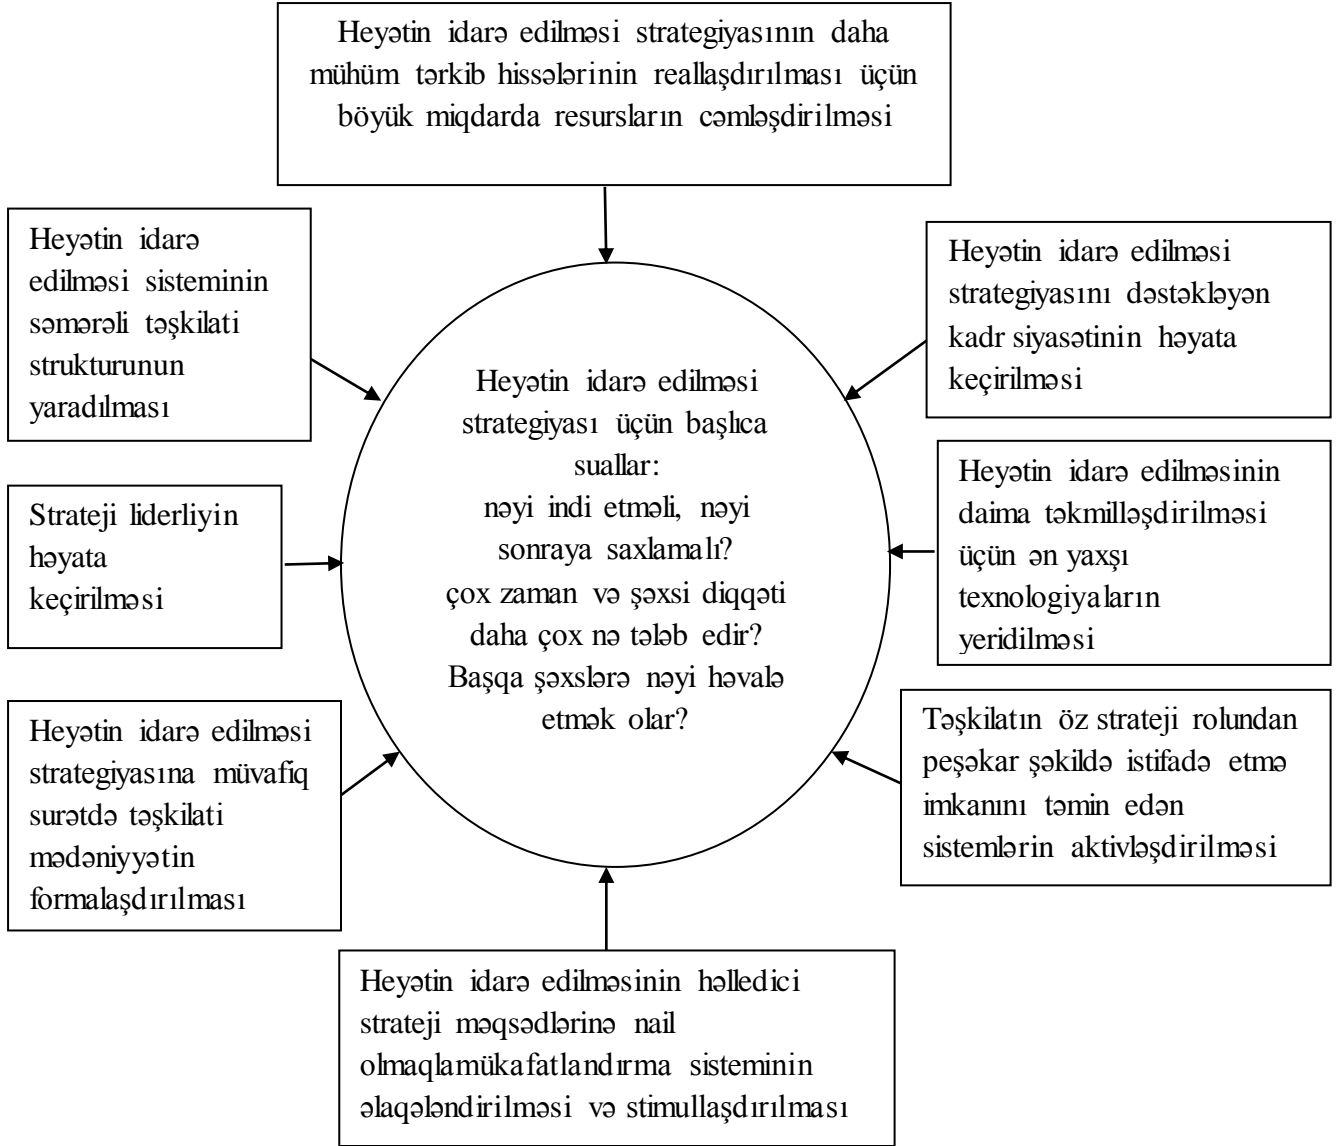 Heyətin idarə edilməsi strategiyasının daha
mühüm tərkib hissələrinin reallaşdırılması üçün
böyük miqdarda resursların cəmləşdirilməsi
Heyətin idarə
edilməsi sisteminin
səmərəli təşkilati
strukturunun
yaradılması
Heyətin idarə edilməsi
strategiyasını dəstəkləyən
kadr siyasətinin həyata
keçirilməsi
Heyətin idarə edilməsi
strategiyası üçün başlıca
suallar:
nəyi indi etməli, nəyi
sonraya saxlamalı?
çox zaman və şəxsi diqqəti
daha çox nə tələb edir?
Başqa şəxslərə nəyi həvalə
etmək olar?
Strateji liderliyin
həyata
keçirilməsi
Heyətin idarə edilməsinin
daima təkmilləşdirilməsi
üçün ən yaxşı
texnologiyaların
yeridilməsi
Heyətin idarə edilməsi
strategiyasına müvafiq
surətdə təşkilati
mədəniyyətin
formalaşdırılması
Təşkilatın öz strateji rolundan
peşəkar şəkildə istifadə etmə
imkanını təmin edən
sistemlərin aktivləşdirilməsi
Heyətin idarə edilməsinin həlledici
strateji məqsədlərinə nail
olmaqlamükafatlandırma sisteminin
əlaqələndirilməsi və stimullaşdırılması